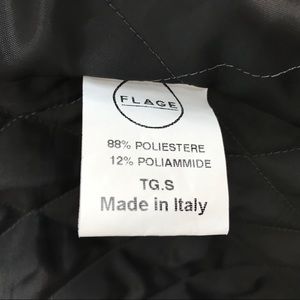 FLAGE
88% POLIESTERE
12% POLIAMMIDE
TG.S
Made in Italy